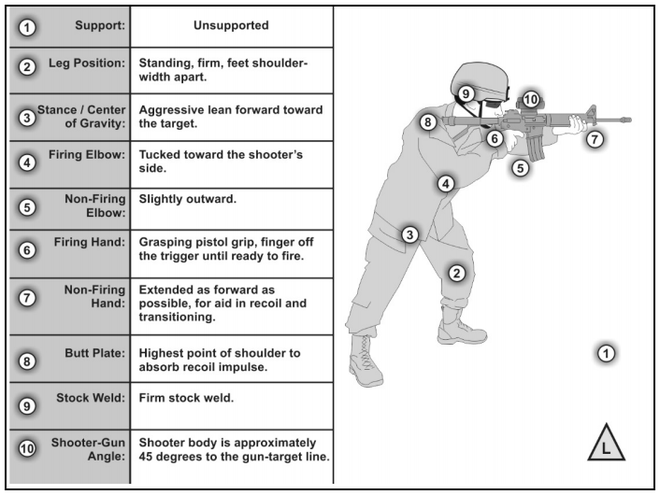 1 Support: Unsupported
2 Leg Position: Standing, firm, feet shoulder-
width apart.
3 Stance / Center
of Gravity: Aggressive lean forward toward
the target.
4 Firing Elbow: Tucked toward the shooter's
side.
5 Non-Firing
Elbow: Slightly outward.
6 Firing Hand: Grasping pistol grip, finger off
the trigger until ready to fire.
7 Non-Firing
Hand: Extended as forward as
possible, for aid in recoil and
transitioning.
8 Butt Plate: Highest point of shoulder to
absorb recoil impulse.
9 Stock Weld: Firm stock weld.
10 Shooter-Gun
Angle: Shooter body is approximately
45 degrees to the gun-target line.
9
10
8
6
7
5
4
3
2
1
L